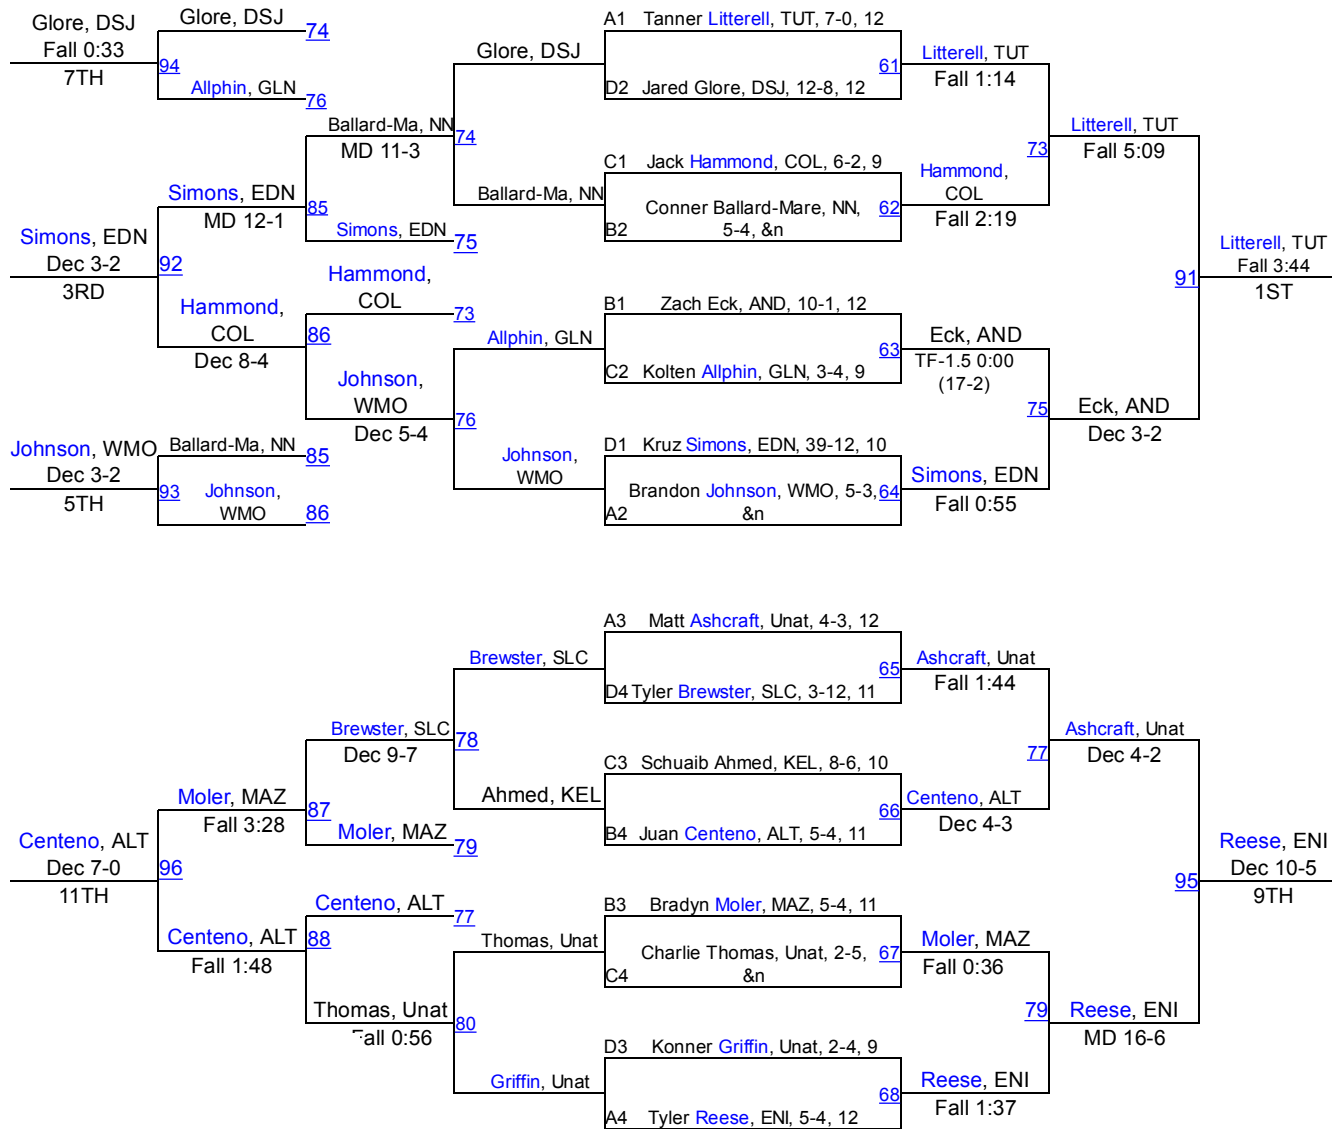 Glore, DSJ
Fall 0:33
7TH
Glore, DSJ
74
94
Allphin, GLN
76
Glore, DSJ
Ballard-Ma, NN
MD 11-3
74
Ballard-Ma, NN
Simons, EDN
MD 12-1
85
Simons, EDN
75
Simons, EDN
Dec 3-2
3RD
92
Hammond,
COL
73
Hammond,
COL
Dec 8-4
86
Johnson,
WMO
Dec 5-4
Allphin, GLN
76
Johnson,
WMO
Johnson, WMO
Dec 3-2
5TH
Ballard-Ma, NN
85
93
Johnson,
WMO
86
A1 Tanner Litterell, TUT, 7-0, 12
61
D2 Jared Glore, DSJ, 12-8, 12
C1 Jack Hammond, COL, 6-2, 9
62
Conner Ballard-Mare, NN,
B2 5-4, &n
B1 Zach Eck, AND, 10-1, 12
63
C2 Kolten Allphin, GLN, 3-4, 9
D1 Kruz Simons, EDN, 39-12, 10
Brandon Johnson, WMO, 5-3, 64
A2 &n
Litterell, TUT
Fall 1:14
Hammond,
COL
Fall 2:19
73
Litterell, TUT
Fall 5:09
Eck, AND
TF-1.5 0:00
(17-2)
75
Eck, AND
Dec 3-2
Simons, EDN
Fall 0:55
91
Litterell, TUT
Fall 3:44
1ST
A3 Matt Ashcraft, Unat, 4-3, 12
65
D4 Tyler Brewster, SLC, 3-12, 11
C3 Schuaib Ahmed, KEL, 8-6, 10
66
B4 Juan Centeno, ALT, 5-4, 11
B3 Bradyn Moler, MAZ, 5-4, 11
Charlie Thomas, Unat, 2-5, 67
C4 &n
D3 Konner Griffin, Unat, 2-4, 9
68
A4 Tyler Reese, ENI, 5-4, 12
Brewster, SLC
Brewster, SLC
Dec 9-7
78
Ahmed, KEL
Moler, MAZ
Fall 3:28
87
Moler, MAZ
79
Centeno, ALT
Dec 7-0
11TH
96
Centeno, ALT
77
Centeno, ALT
Fall 1:48
88
Thomas, Unat
Thomas, Unat
Fall 0:56
80
Griffin, Unat
Ashcraft, Unat
Fall 1:44
77
Ashcraft, Unat
Dec 4-2
Centeno, ALT
Dec 4-3
Moler, MAZ
Fall 0:36
79
Reese, ENI
MD 16-6
Reese, ENI
Fall 1:37
95
Reese, ENI
Dec 10-5
9TH